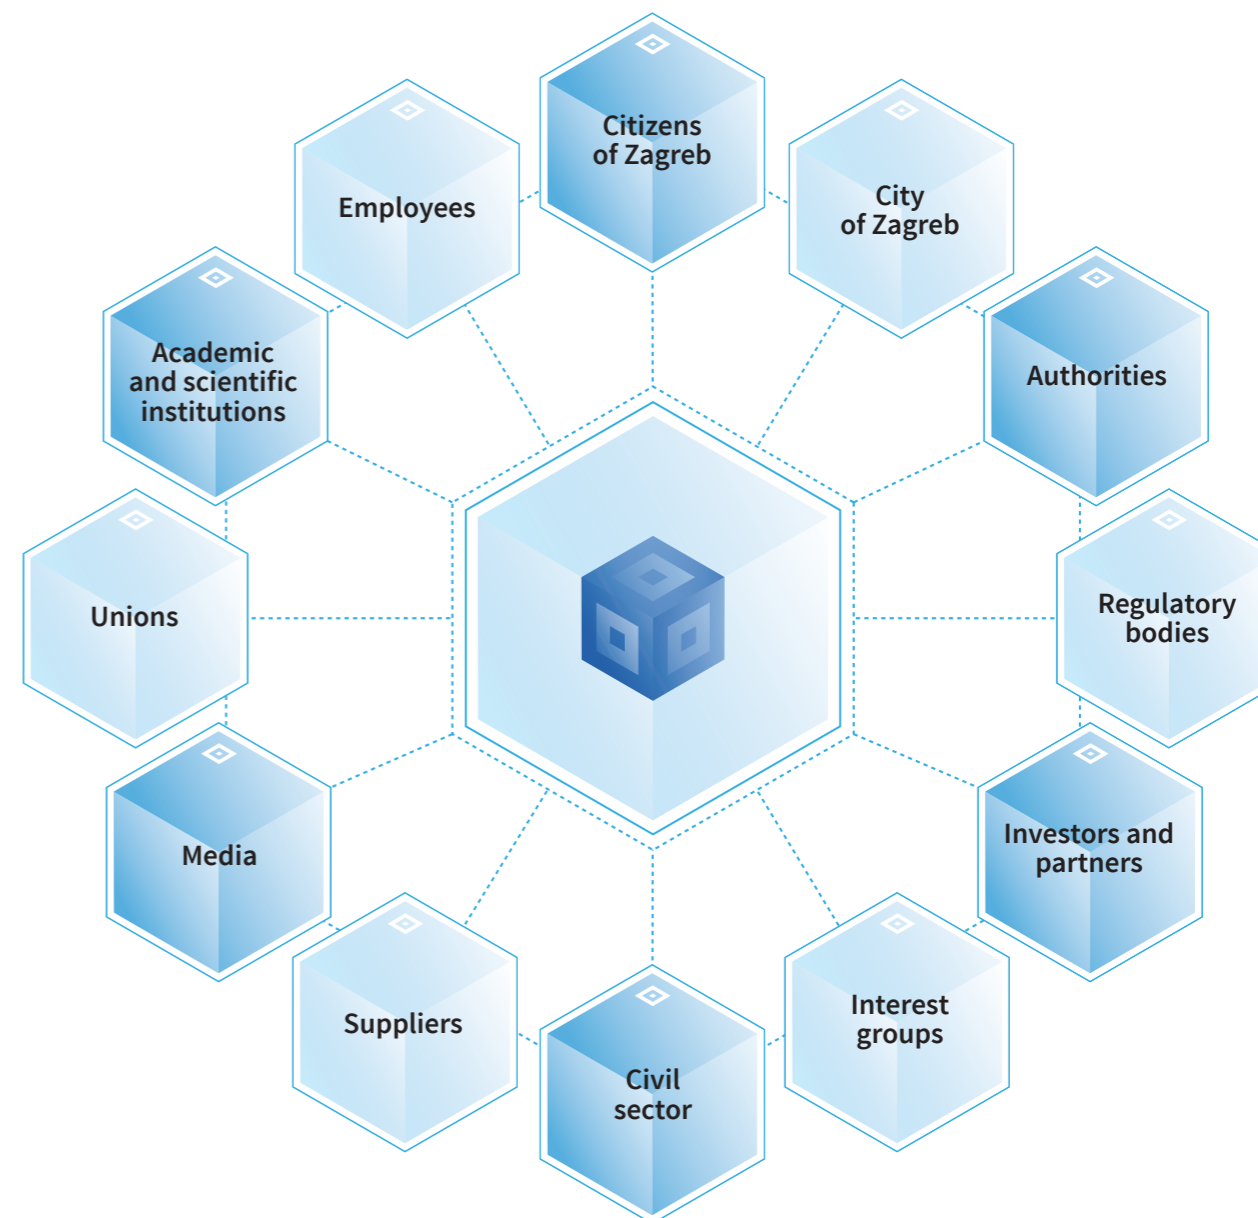 Citizens
of Zagreb
City
of Zagreb
Employees
Authorities
Academic
and scientific
institutions
Regulatory
bodies
Unions
Investors and
partners
Media
Interest
groups
Suppliers
Civil
sector